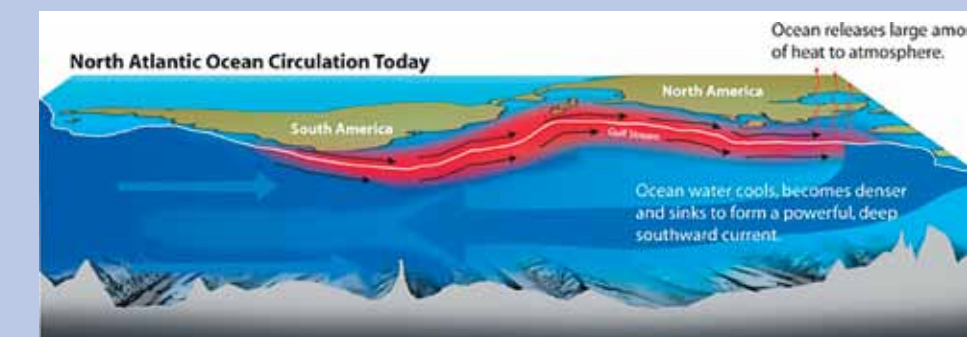 North Atlantic Ocean Circulation Today
Ocean releases large
of heat to atmosphere.
South America
North America
Gulf Stream
Ocean water cools, becomes denser
and sinks to form a powerful, deep
southward current.